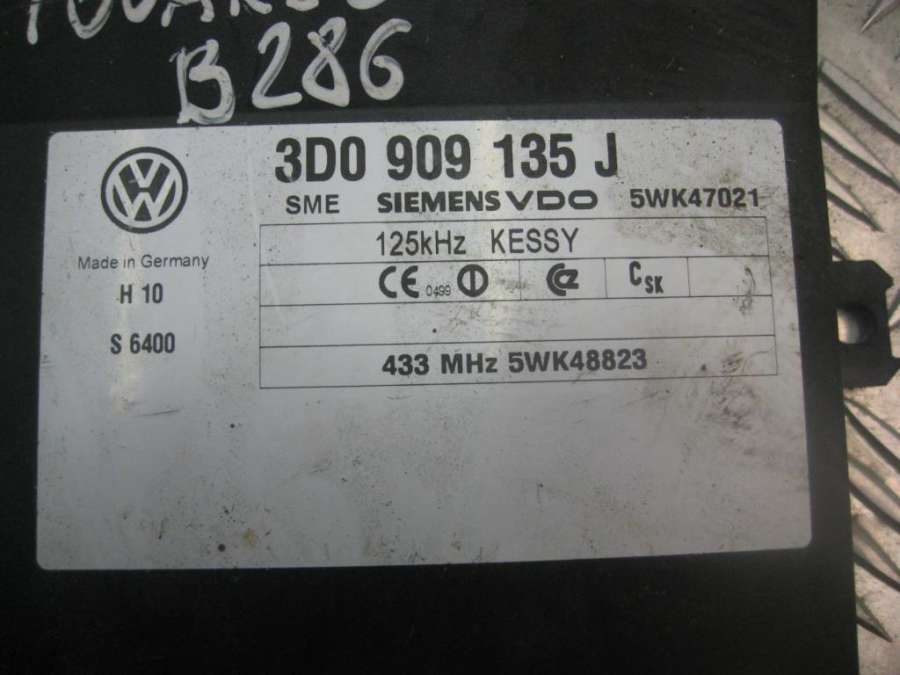 B286
3D0 909 135 J
SME SIEMENS VDO 5WK47021
125kHz KESSY
Made in Germany
CE 0499 CSK
H 10
S 6400
433 MHz 5WK48823